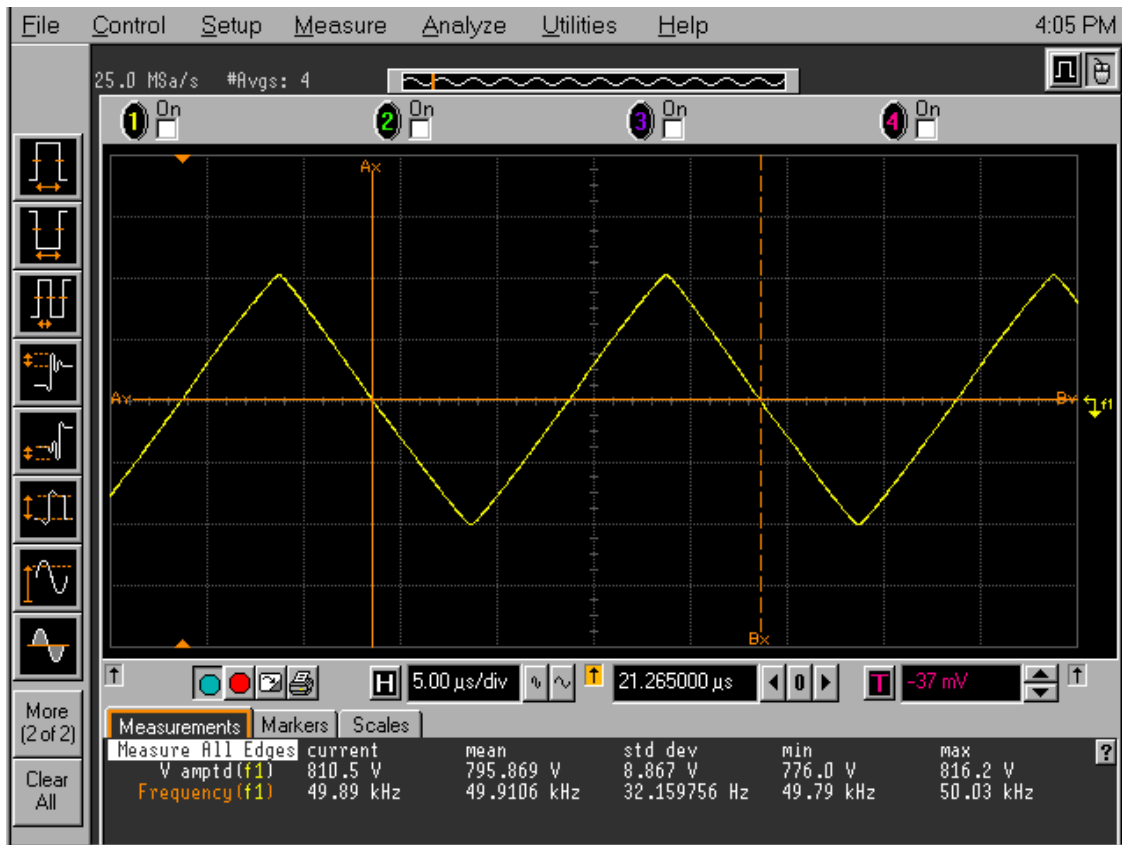 File Control Setup Measure Analyze Utilities Help 4:05 PM
25.0 MSa/s #Avgs: 4
1 On 2 On 3 On 4 On
Ax
Ay By f1
Bx
H 5.00 µs/div 21.265000 µs 0 T -37 mV
More
(2 of 2)
Clear
All
Measurements Markers Scales
Measure All Edges current mean std dev min max ?
V amptd(f1) 810.5 V 795.869 V 8.867 V 776.0 V 816.2 V
Frequency(f1) 49.89 kHz 49.9106 kHz 32.159756 Hz 49.79 kHz 50.03 kHz